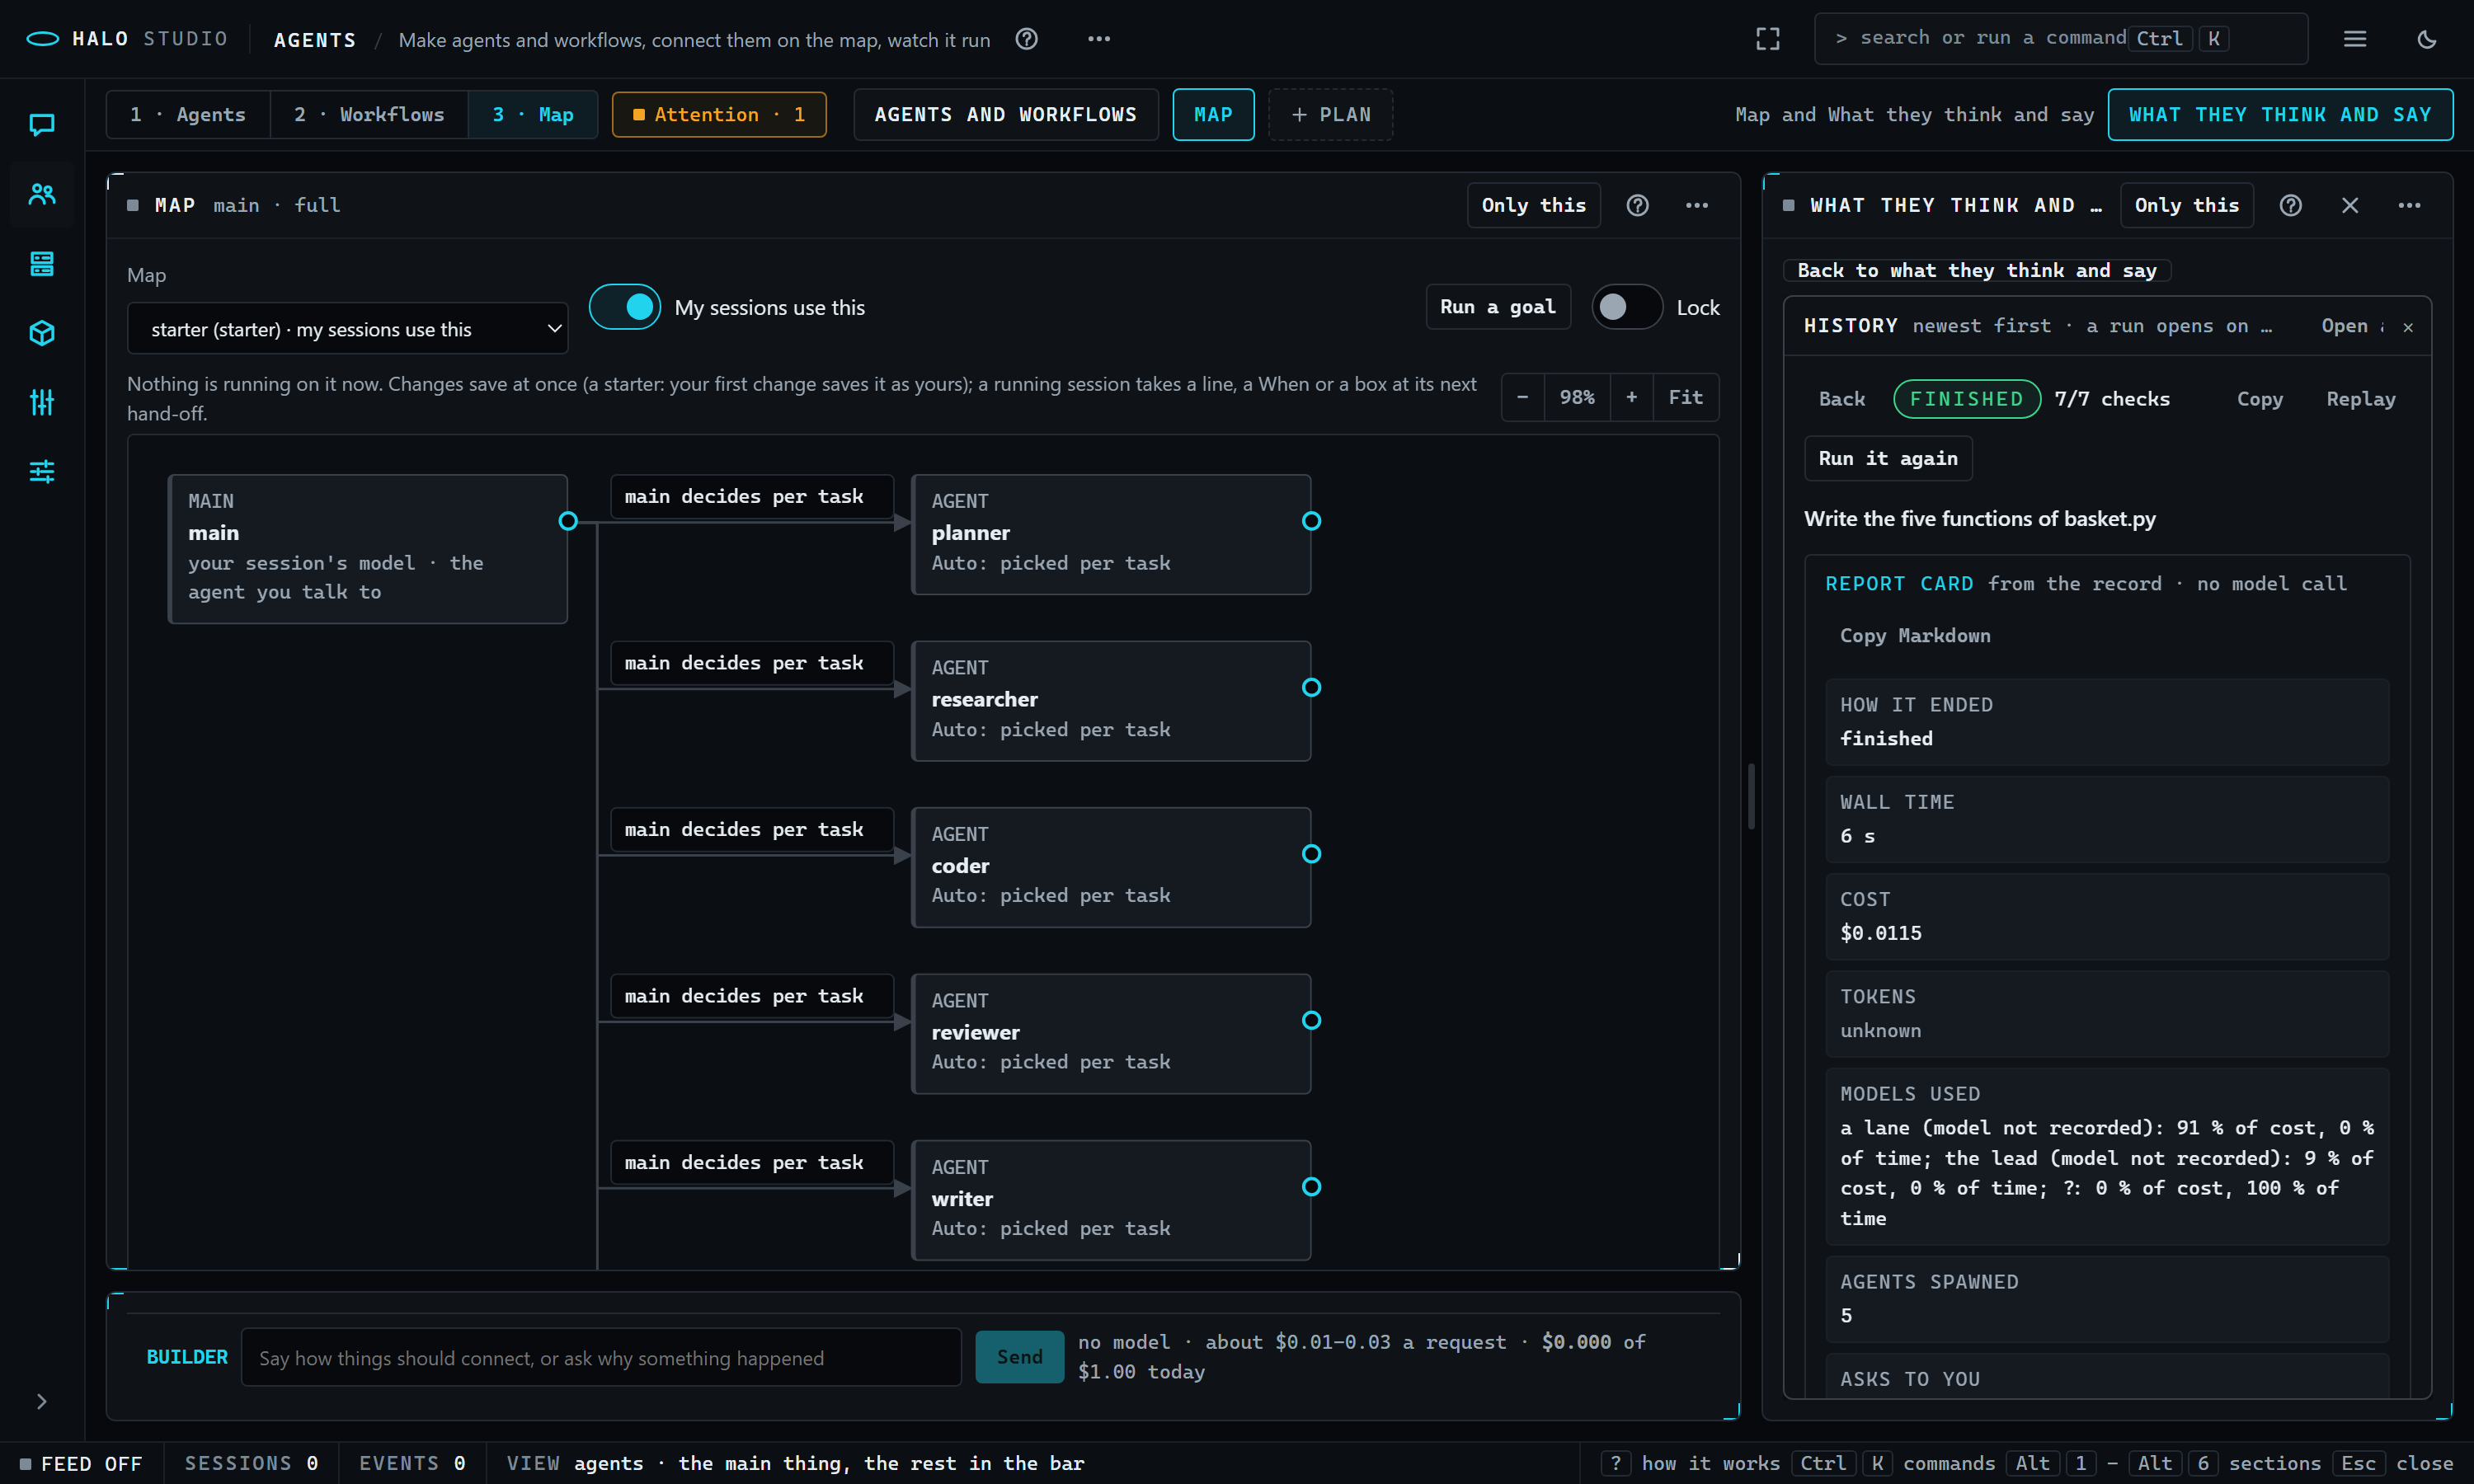 HALO STUDIO
AGENTS / Make agents and workflows, connect them on the map, watch it run
> search or run a command Ctrl K
1 · Agents
2 · Workflows
3 · Map
Attention · 1
AGENTS AND WORKFLOWS
MAP
+ PLAN
Map and What they think and say
WHAT THEY THINK AND SAY
MAP main · full
Only this
Map
starter (starter) · my sessions use this
My sessions use this
Run a goal
Lock
Nothing is running on it now. Changes save at once (a starter: your first change saves it as yours); a running session takes a line, a When or a box at its next
hand-off.
− 98% + Fit
MAIN
main
your session's model · the
agent you talk to
main decides per task
AGENT
planner
Auto: picked per task
main decides per task
AGENT
researcher
Auto: picked per task
main decides per task
AGENT
coder
Auto: picked per task
main decides per task
AGENT
reviewer
Auto: picked per task
main decides per task
AGENT
writer
Auto: picked per task
BUILDER
Say how things should connect, or ask why something happened
Send
no model · about $0.01–0.03 a request · $0.000 of
$1.00 today
WHAT THEY THINK AND …
Only this
Back to what they think and say
HISTORY newest first · a run opens on …
Open
Back
FINISHED
7/7 checks
Copy
Replay
Run it again
Write the five functions of basket.py
REPORT CARD from the record · no model call
Copy Markdown
HOW IT ENDED
finished
WALL TIME
6 s
COST
$0.0115
TOKENS
unknown
MODELS USED
a lane (model not recorded): 91 % of cost, 0 %
of time; the lead (model not recorded): 9 % of
cost, 0 % of time; ?: 0 % of cost, 100 % of
time
AGENTS SPAWNED
5
ASKS TO YOU
FEED OFF
SESSIONS 0
EVENTS 0
VIEW agents · the main thing, the rest in the bar
? how it works Ctrl K commands Alt 1 – Alt 6 sections Esc close